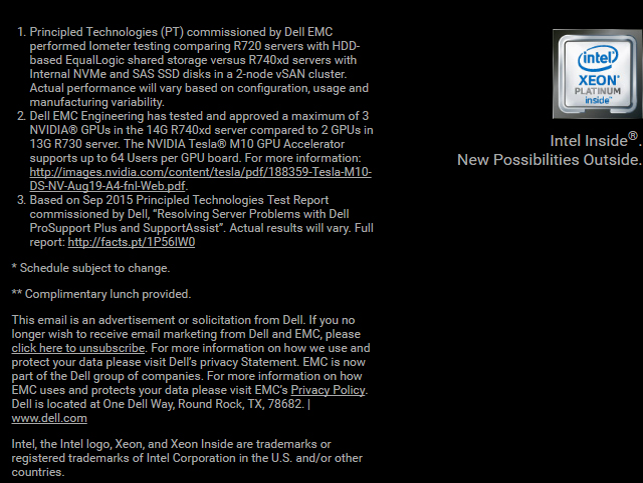 1. Principled Technologies (PT) commissioned by Dell EMC
performed Iometer testing comparing R720 servers with HDD-
based EqualLogic shared storage versus R740xd servers with
Internal NVMe and SAS SSD disks in a 2-node vSAN cluster.
Actual performance will vary based on configuration, usage and
manufacturing variability.
2. Dell EMC Engineering has tested and approved a maximum of 3
NVIDIA® GPUs in the 14G R740xd server compared to 2 GPUs in
13G R730 server. The NVIDIA Tesla® M10 GPU Accelerator
supports up to 64 Users per GPU board. For more information:
http://images.nvidia.com/content/tesla/pdf/188359-Tesla-M10-
DS-NV-Aug19-A4-fnl-Web.pdf.
3. Based on Sep 2015 Principled Technologies Test Report
commissioned by Dell, “Resolving Server Problems with Dell
ProSupport Plus and SupportAssist”. Actual results will vary. Full
report: http://facts.pt/1P56lW0
* Schedule subject to change.
** Complimentary lunch provided.
This email is an advertisement or solicitation from Dell. If you no
longer wish to receive email marketing from Dell and EMC, please
click here to unsubscribe. For more information on how we use and
protect your data please visit Dell’s privacy Statement. EMC is now
part of the Dell group of companies. For more information on how
EMC uses and protects your data please visit EMC’s Privacy Policy.
Dell is located at One Dell Way, Round Rock, TX, 78682. |
www.dell.com
Intel, the Intel logo, Xeon, and Xeon Inside are trademarks or
registered trademarks of Intel Corporation in the U.S. and/or other
countries.
intel
XEON®
PLATINUM
inside™
Intel Inside®.
New Possibilities Outside.